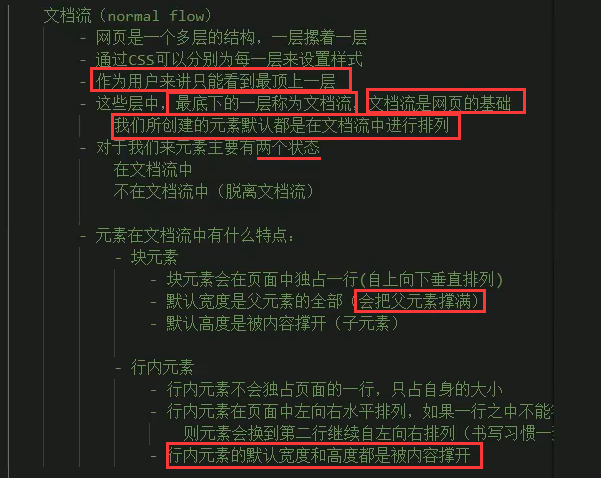 文档流（normal flow）
- 网页是一个多层的结构，一层摞着一层
- 通过CSS可以分别为每一层来设置样式
- 作为用户来讲只能看到最顶上一层
- 这些层中，最底下的一层称为文档流，文档流是网页的基础
我们所创建的元素默认都是在文档流中进行排列
- 对于我们来元素主要有两个状态
在文档流中
不在文档流中（脱离文档流）
- 元素在文档流中有什么特点：
- 块元素
- 块元素会在页面中独占一行(自上向下垂直排列)
- 默认宽度是父元素的全部（会把父元素撑满）
- 默认高度是被内容撑开（子元素）
- 行内元素
- 行内元素不会独占页面的一行，只占自身的大小
- 行内元素在页面中左向右水平排列，如果一行之中不能
则元素会换到第二行继续自左向右排列（书写习惯一
- 行内元素的默认宽度和高度都是被内容撑开